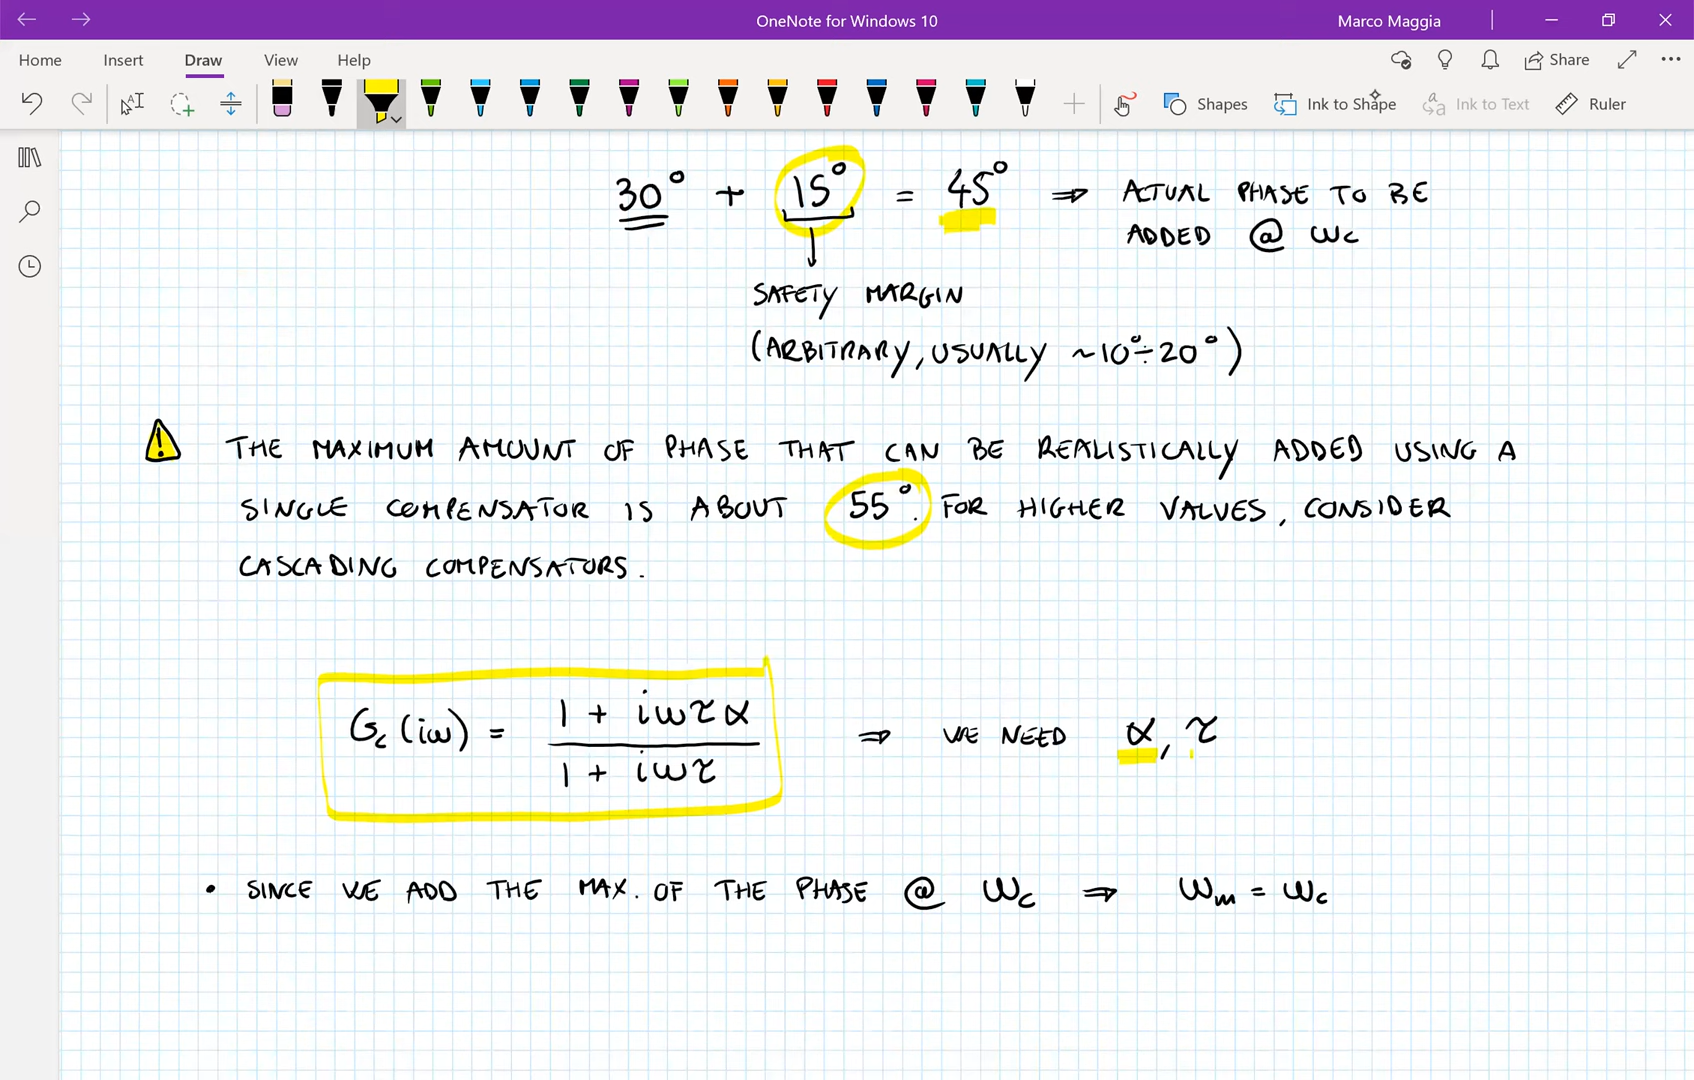 OneNote for Windows 10
Marco Maggia
Home Insert Draw View Help
Share
Shapes Ink to Shape Ink to Text Ruler
30° + 15° = 45° ⇒ ACTUAL PHASE TO BE
ADDED @ ωc
SAFETY MARGIN
(ARBITRARY, USUALLY ~10°÷20°)
! THE MAXIMUM AMOUNT OF PHASE THAT CAN BE REALISTICALLY ADDED USING A
SINGLE COMPENSATOR IS ABOUT 55°. FOR HIGHER VALUES, CONSIDER
CASCADING COMPENSATORS.
Gc(iω) = (1 + iωτα) / (1 + iωτ) ⇒ WE NEED α, τ
• SINCE WE ADD THE MAX. OF THE PHASE @ ωc ⇒ ωm = ωc